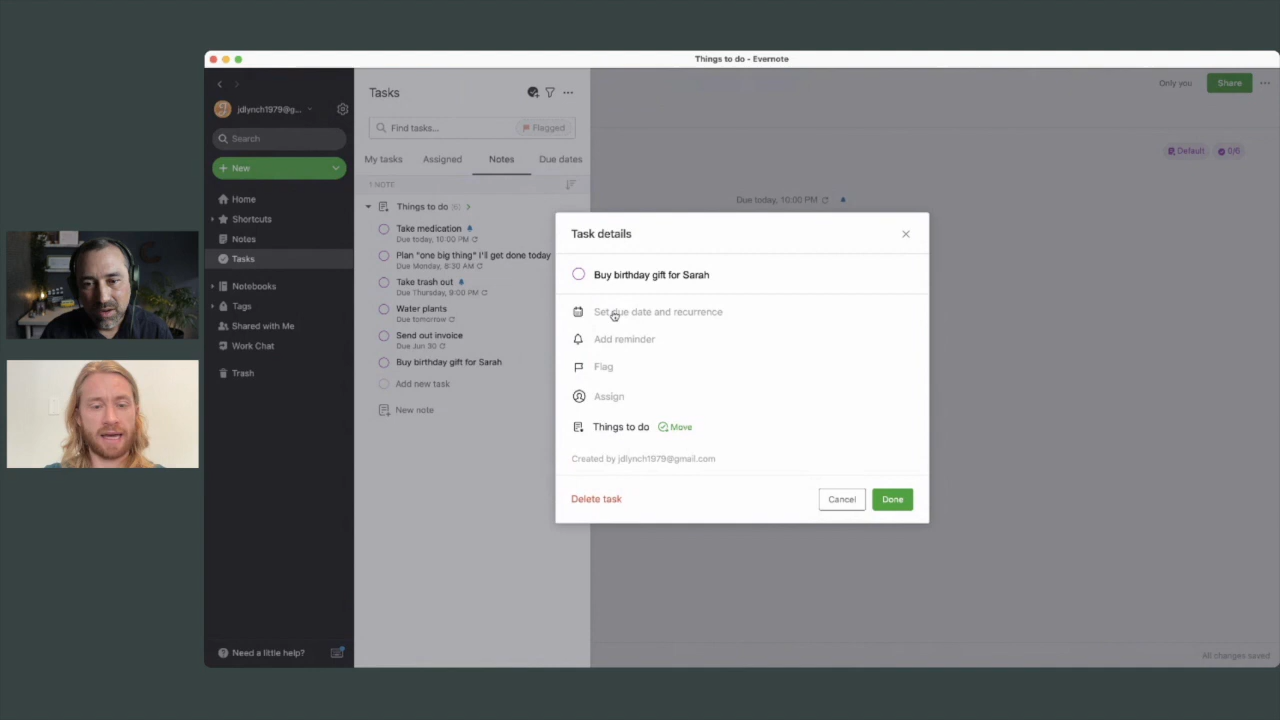 Things to do - Evernote
jdlynch1979@g...
Search
New
Home
Shortcuts
Notes
Tasks
Notebooks
Tags
Shared with Me
Work Chat
Trash
Need a little help?
Tasks
Find tasks...
Flagged
My tasks
Assigned
Notes
Due dates
1 NOTE
Things to do
Take medication
Due today, 10:00 PM
Plan "one big thing" I'll get done today
Due Monday, 8:30 AM
Take trash out
Due Thursday, 9:00 PM
Water plants
Due tomorrow
Send out invoice
Due Jun 30
Buy birthday gift for Sarah
Add new task
New note
Only you
Share
Default
0/6
Due today, 10:00 PM
Task details
Buy birthday gift for Sarah
Set due date and recurrence
Add reminder
Flag
Assign
Things to do
Move
Created by jdlynch1979@gmail.com
Delete task
Cancel
Done
All changes saved